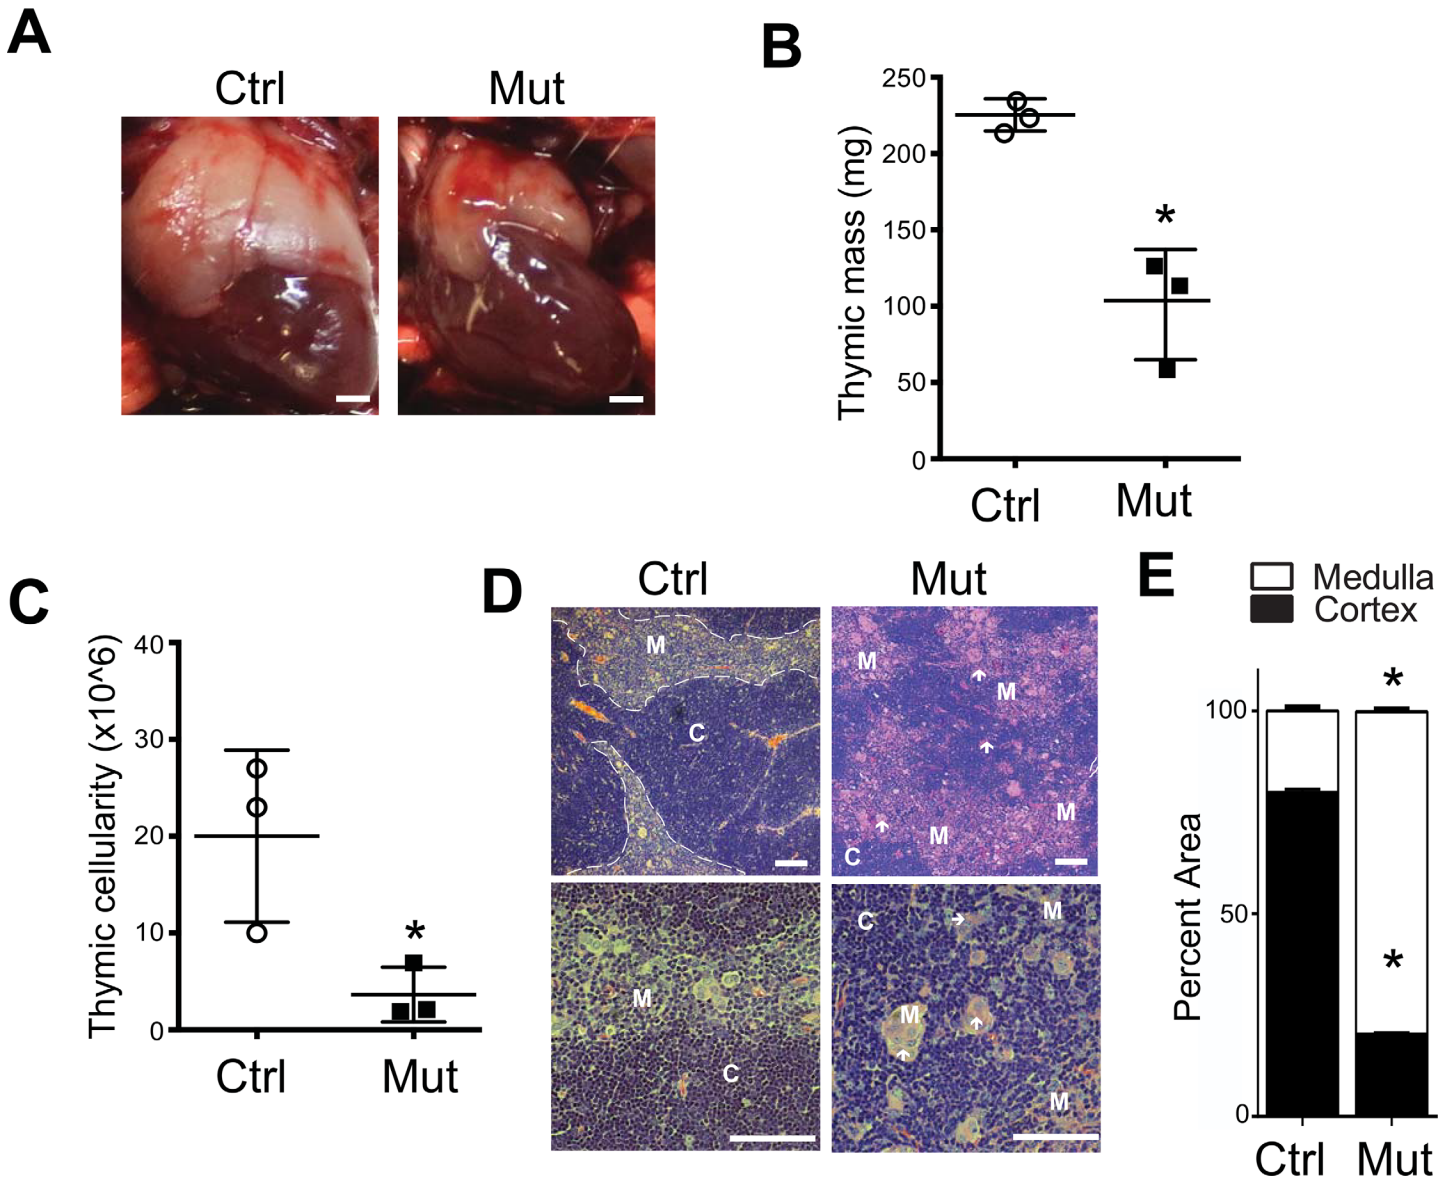 A
Ctrl Mut
B
250
200
150
100
50
0
Thymic mass (mg)
*
Ctrl Mut
C
40
30
20
10
0
Thymic cellularity (x10^6)
*
Ctrl Mut
D
Ctrl Mut
M
C
M
M
M
M
C
M
C
C
M
M
M
E
Medulla
Cortex
100
50
0
Percent Area
*
*
Ctrl Mut